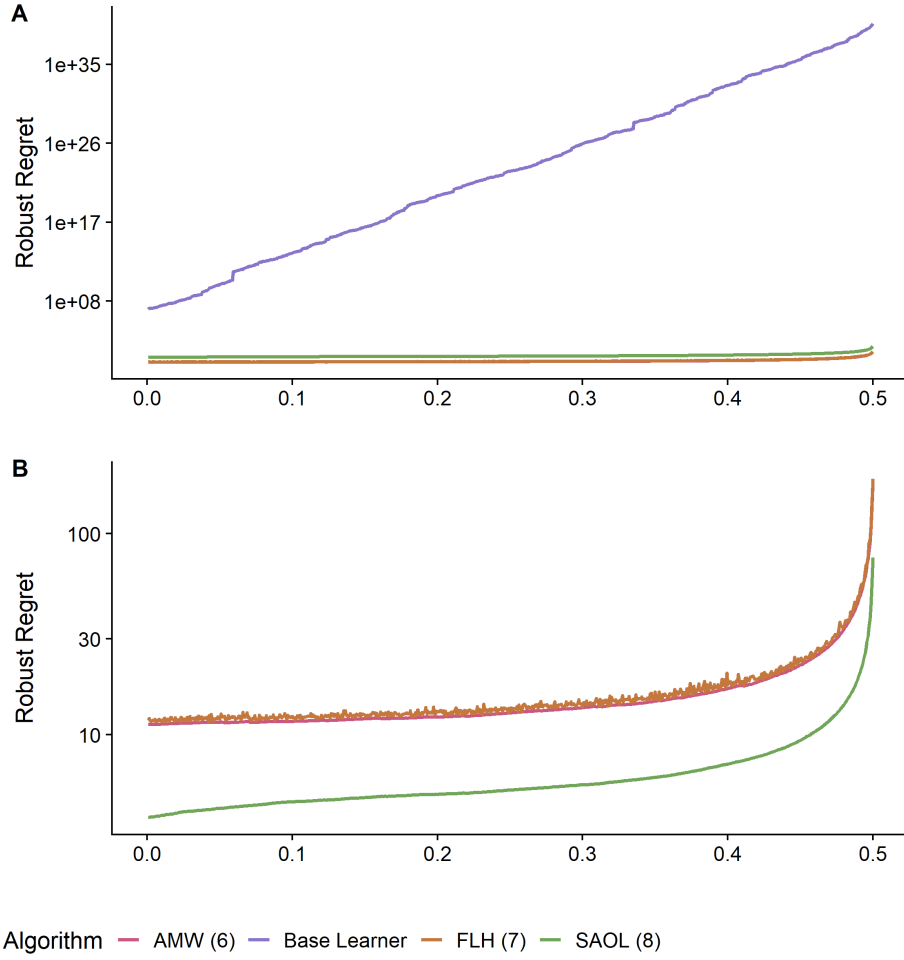 A
Robust Regret
1e+35
1e+26
1e+17
1e+08
0.0 0.1 0.2 0.3 0.4 0.5
B
Robust Regret
100
30
10
0.0 0.1 0.2 0.3 0.4 0.5
Algorithm AMW (6) Base Learner FLH (7) SAOL (8)